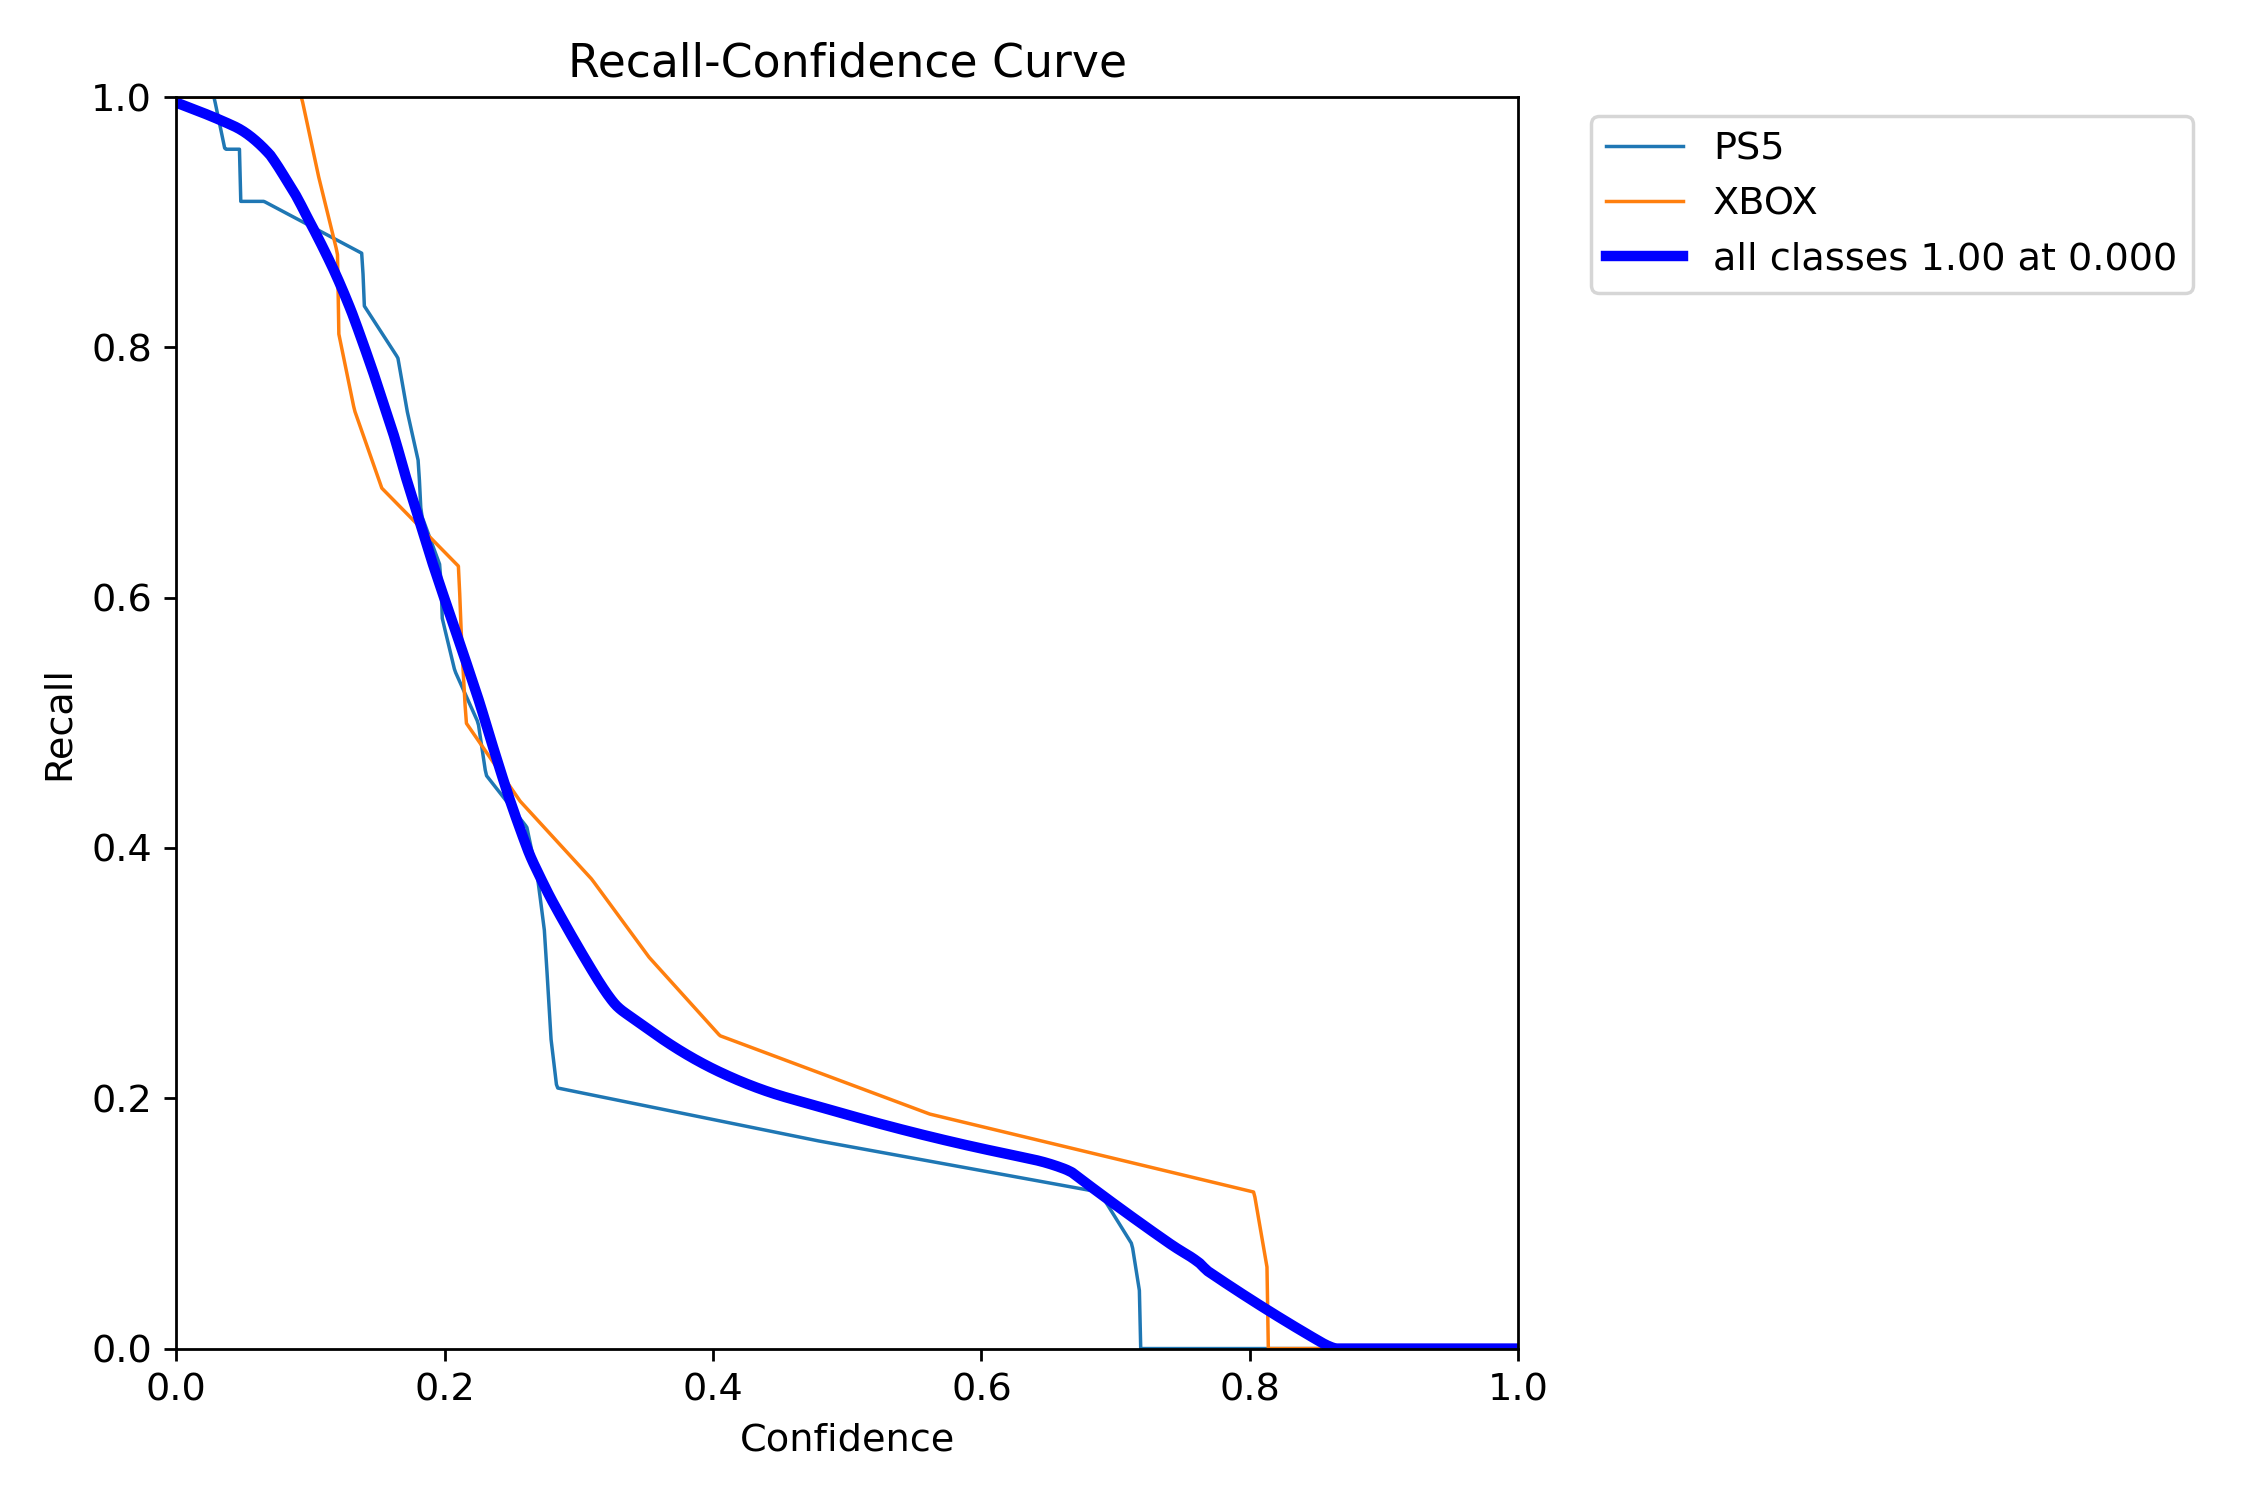 Recall-Confidence Curve
1.0
0.8
0.6
0.4
0.2
0.0
Recall
0.0 0.2 0.4 0.6 0.8 1.0
Confidence
PS5
XBOX
all classes 1.00 at 0.000